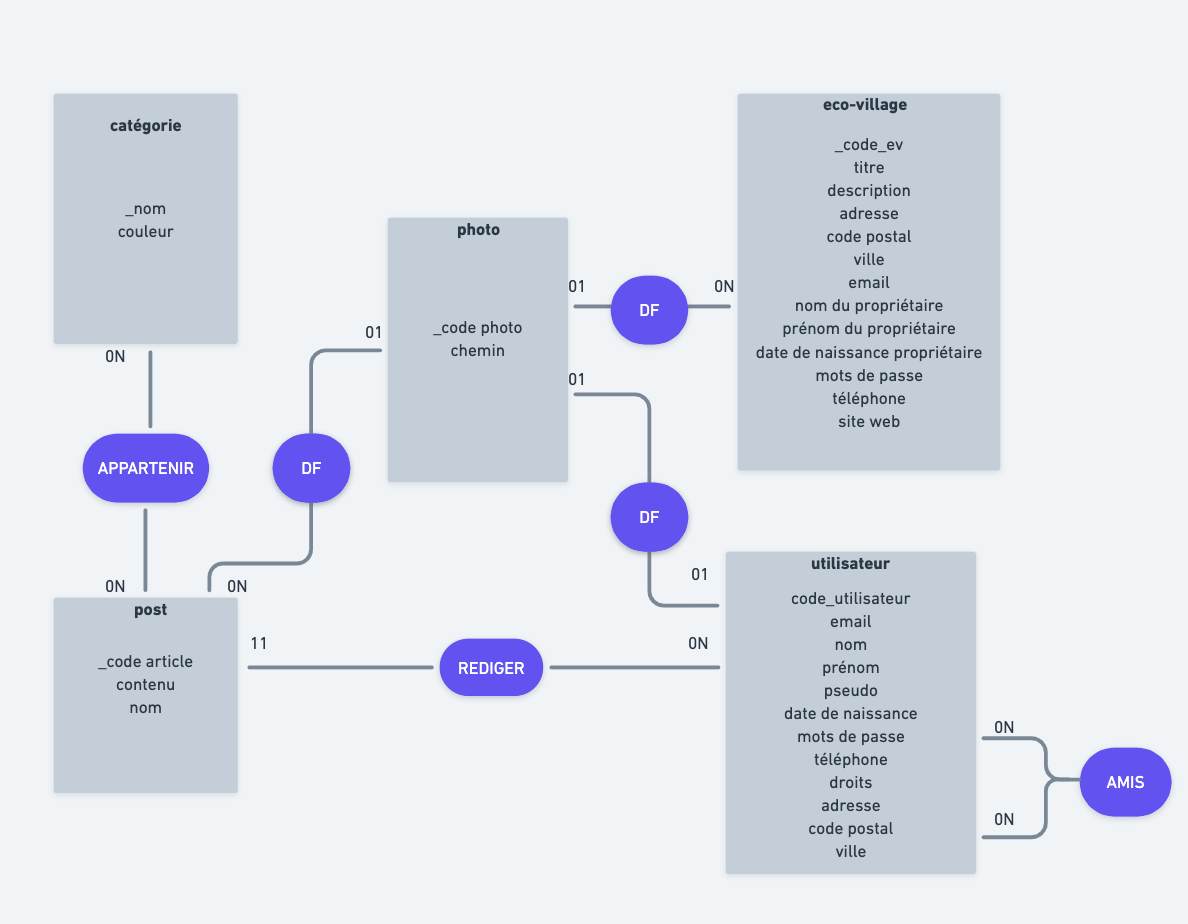 catégorie
_nom
couleur
0N
APPARTENIR
0N
post
_code article
contenu
nom
0N
DF
01
photo
_code photo
chemin
01
DF
0N
eco-village
_code_ev
titre
description
adresse
code postal
ville
email
nom du propriétaire
prénom du propriétaire
date de naissance propriétaire
mots de passe
téléphone
site web
01
DF
01
11
REDIGER
0N
utilisateur
code_utilisateur
email
nom
prénom
pseudo
date de naissance
mots de passe
téléphone
droits
adresse
code postal
ville
0N
AMIS
0N